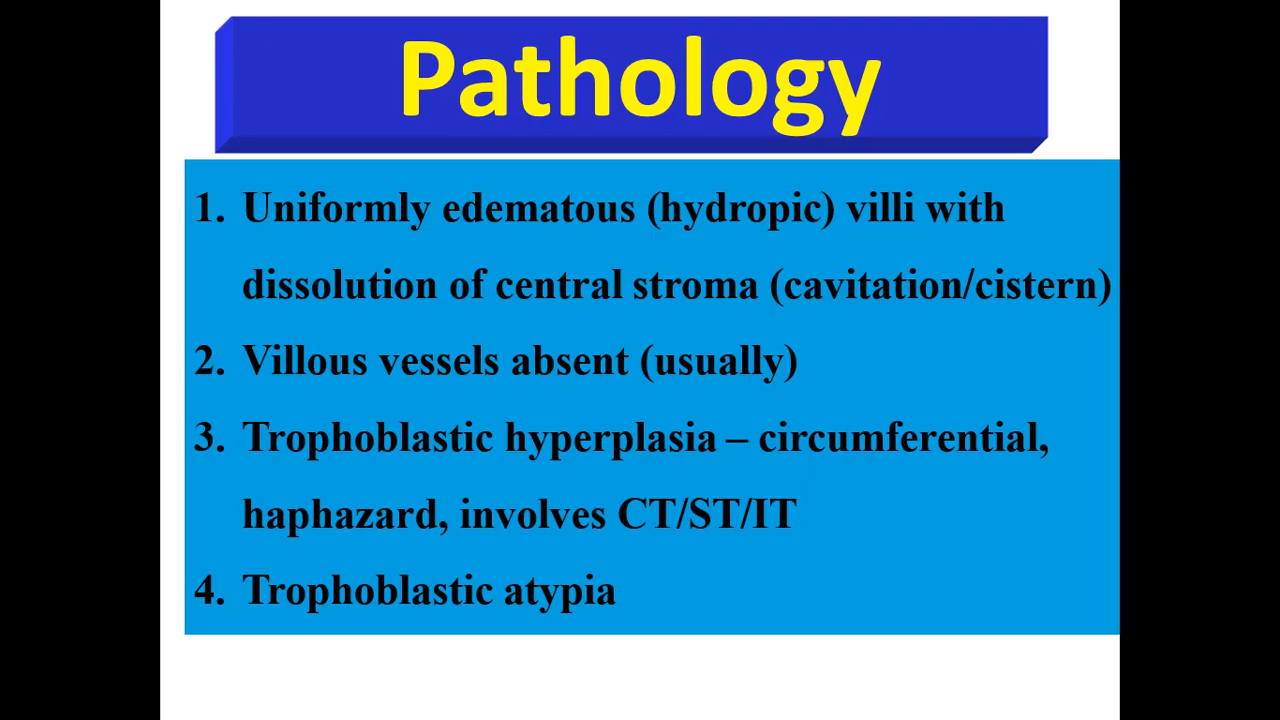 Pathology
1. Uniformly edematous (hydropic) villi with
dissolution of central stroma (cavitation/cistern)
2. Villous vessels absent (usually)
3. Trophoblastic hyperplasia – circumferential,
haphazard, involves CT/ST/IT
4. Trophoblastic atypia